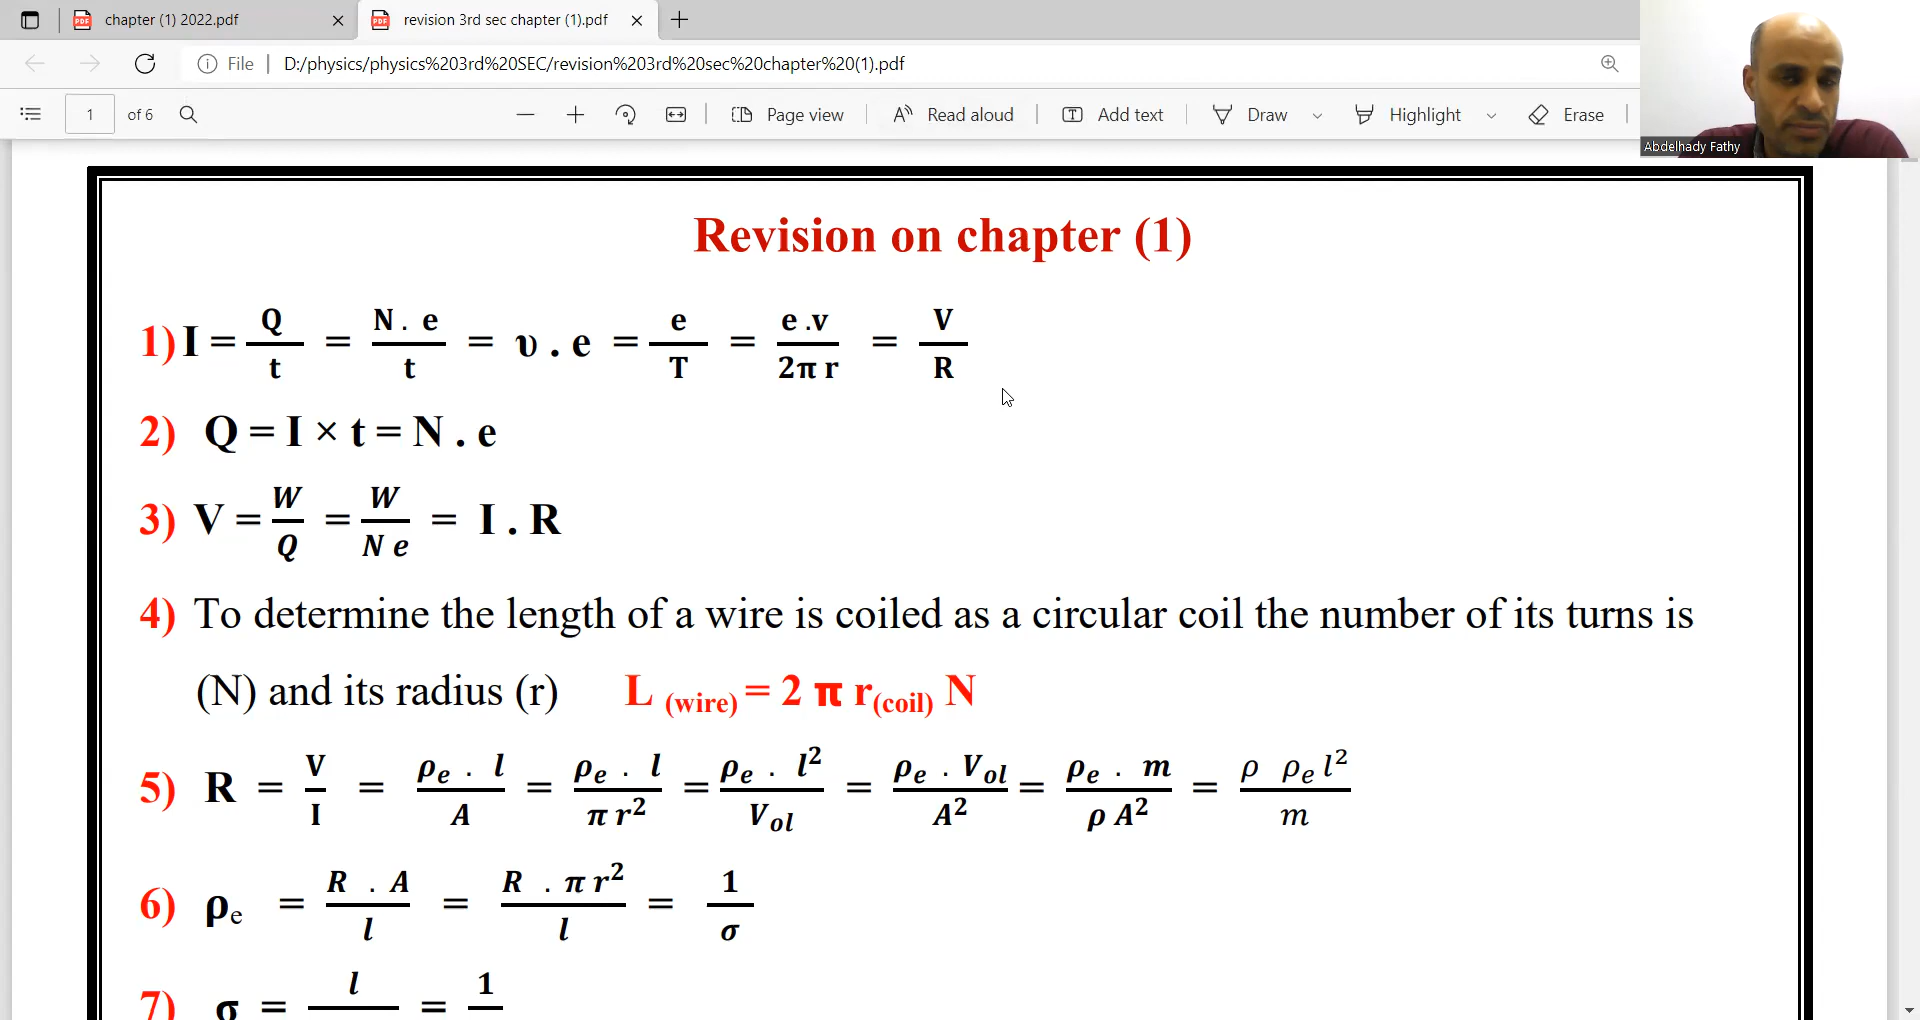 chapter (1) 2022.pdf
revision 3rd sec chapter (1).pdf
File | D:/physics/physics%203rd%20SEC/revision%203rd%20sec%20chapter%20(1).pdf
1 of 6 Page view Read aloud Add text Draw Highlight Erase
Abdelhady Fathy
Revision on chapter (1)
1) I = Q/t = N . e/t = υ . e = e/T = e .v/2π r = V/R
2) Q = I × t = N . e
3) V = W/Q = W/N e = I . R
4) To determine the length of a wire is coiled as a circular coil the number of its turns is
(N) and its radius (r) L (wire) = 2 π r(coil) N
5) R = V/I = ρe . l/A = ρe . l/π r² = ρe . l²/Vol = ρe . Vol/A² = ρe . m/ρ A² = ρ ρe l²/m
6) ρe = R . A/l = R . π r²/l = 1/σ
7) σ = l = 1